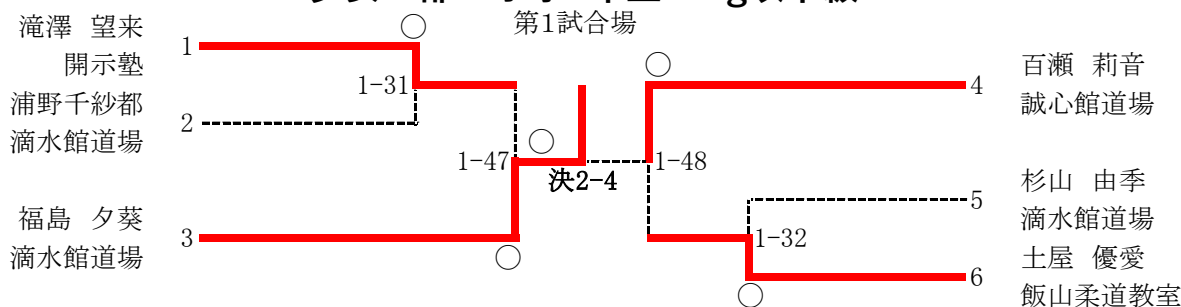 第1試合場
滝澤 望来
開示塾
1
浦野千紗都
滴水館道場
2
福島 夕葵
滴水館道場
3
1-31
1-47
決2-4
1-48
1-32
4
百瀬 莉音
誠心館道場
5
杉山 由季
滴水館道場
6
土屋 優愛
飯山柔道教室